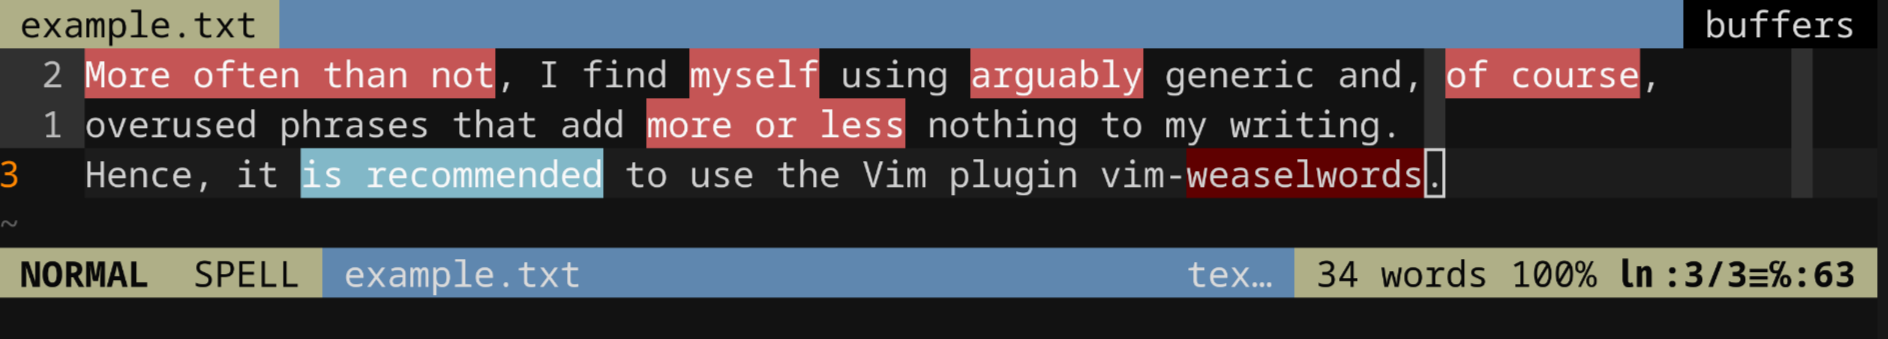 example.txt buffers
2 More often than not, I find myself using arguably generic and, of course,
1 overused phrases that add more or less nothing to my writing.
3 Hence, it is recommended to use the Vim plugin vim-weaselwords.
~
NORMAL SPELL example.txt tex… 34 words 100% ln :3/3≡℅:63